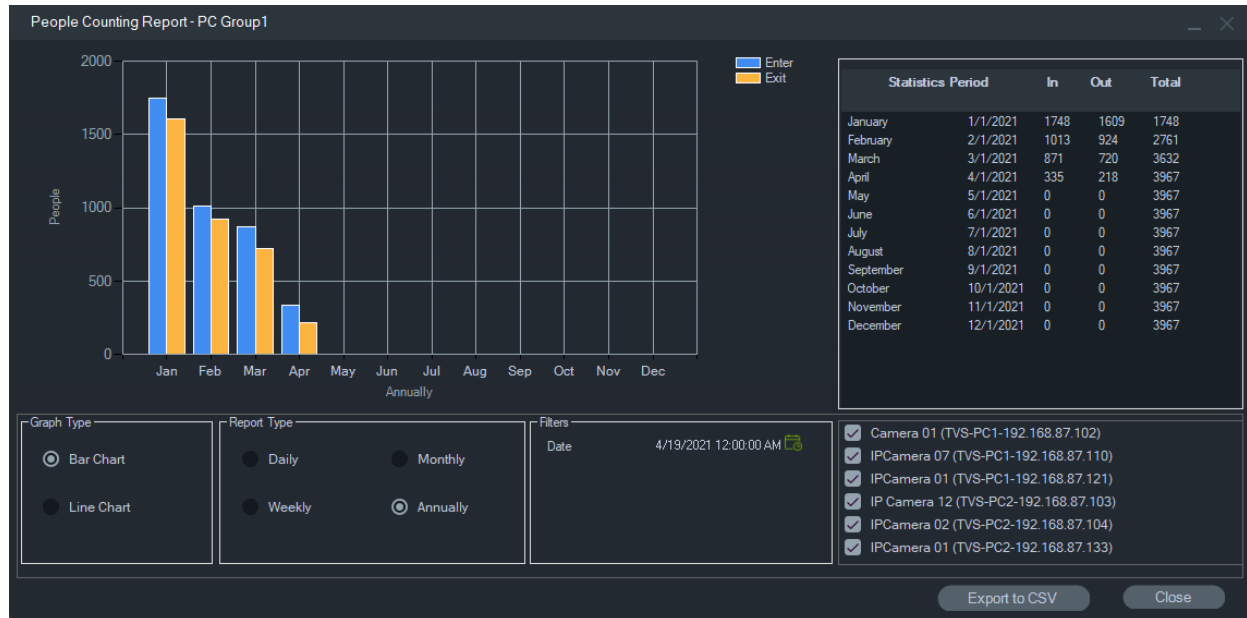 People Counting Report - PC Group1
2000
1500
1000
500
0
People
Jan Feb Mar Apr May Jun Jul Aug Sep Oct Nov Dec
Annually
Enter
Exit
Statistics Period In Out Total
January 1/1/2021 1748 1609 1748
February 2/1/2021 1013 924 2761
March 3/1/2021 871 720 3632
April 4/1/2021 335 218 3967
May 5/1/2021 0 0 3967
June 6/1/2021 0 0 3967
July 7/1/2021 0 0 3967
August 8/1/2021 0 0 3967
September 9/1/2021 0 0 3967
October 10/1/2021 0 0 3967
November 11/1/2021 0 0 3967
December 12/1/2021 0 0 3967
Graph Type
Bar Chart
Line Chart
Report Type
Daily Monthly
Weekly Annually
Filters
Date 4/19/2021 12:00:00 AM
Camera 01 (TVS-PC1-192.168.87.102)
IPCamera 07 (TVS-PC1-192.168.87.110)
IPCamera 01 (TVS-PC1-192.168.87.121)
IP Camera 12 (TVS-PC2-192.168.87.103)
IPCamera 02 (TVS-PC2-192.168.87.104)
IPCamera 01 (TVS-PC2-192.168.87.133)
Export to CSV Close